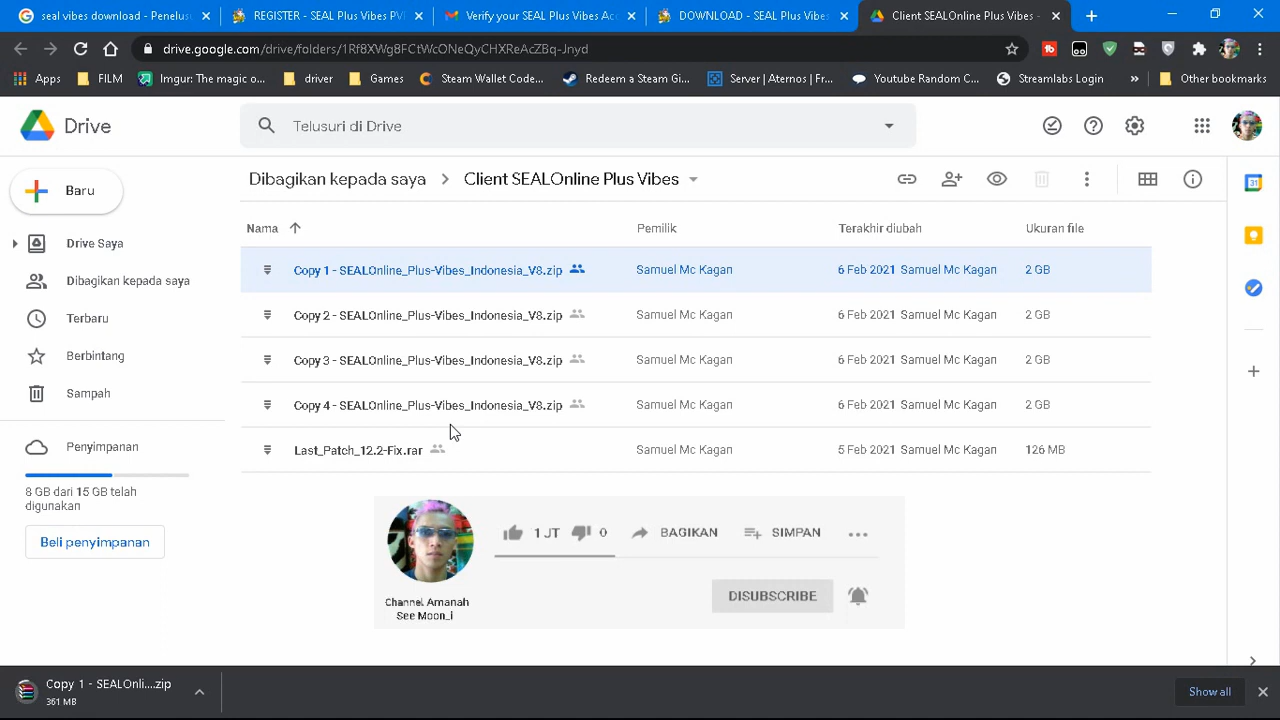 seal vibes download - Penelus
REGISTER - SEAL Plus Vibes PVI
Verify your SEAL Plus Vibes Acc
DOWNLOAD - SEAL Plus Vibes
Client SEALOnline Plus Vibes -
drive.google.com/drive/folders/1Rf8XWg8FCtWcONeQyCHXReAcZBq-Jnyd
Apps FILM Imgur: The magic o... driver Games Steam Wallet Code... Redeem a Steam Gi... Server | Aternos | Fr... Youtube Random C... Streamlabs Login » Other bookmarks
Drive
Telusuri di Drive
Baru
Dibagikan kepada saya > Client SEALOnline Plus Vibes
Nama Pemilik Terakhir diubah Ukuran file
Drive Saya
Dibagikan kepada saya
Terbaru
Berbintang
Sampah
Penyimpanan
8 GB dari 15 GB telah
digunakan
Beli penyimpanan
Copy 1 - SEALOnline_Plus-Vibes_Indonesia_V8.zip Samuel Mc Kagan 6 Feb 2021 Samuel Mc Kagan 2 GB
Copy 2 - SEALOnline_Plus-Vibes_Indonesia_V8.zip Samuel Mc Kagan 6 Feb 2021 Samuel Mc Kagan 2 GB
Copy 3 - SEALOnline_Plus-Vibes_Indonesia_V8.zip Samuel Mc Kagan 6 Feb 2021 Samuel Mc Kagan 2 GB
Copy 4 - SEALOnline_Plus-Vibes_Indonesia_V8.zip Samuel Mc Kagan 6 Feb 2021 Samuel Mc Kagan 2 GB
Last_Patch_12.2-Fix.rar Samuel Mc Kagan 5 Feb 2021 Samuel Mc Kagan 126 MB
31
1 JT 0 BAGIKAN SIMPAN
DISUBSCRIBE
Channel Amanah
See Moon_i
Copy 1 - SEALOnli....zip
361 MB
Show all